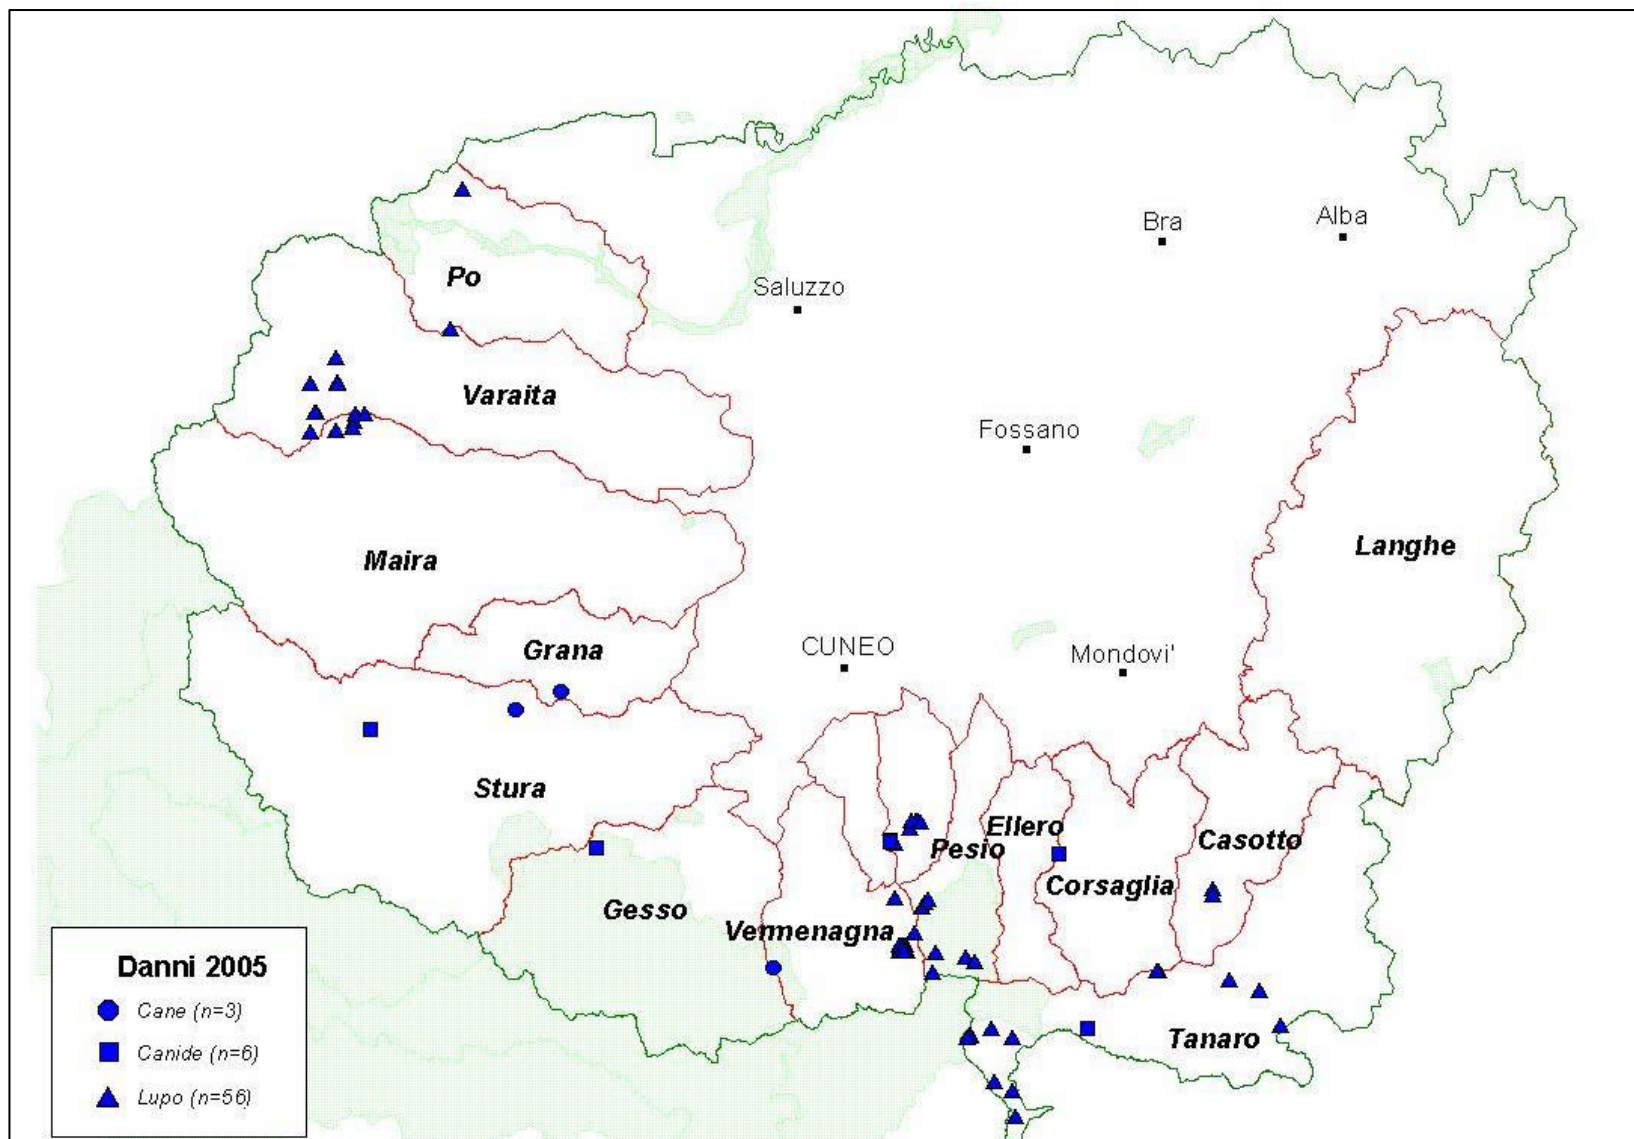 Bra
Alba
Po
Saluzzo
Varaita
Fossano
Langhe
Maira
Grana
CUNEO
Mondovi'
Stura
Ellero
Pesio
Casotto
Corsaglia
Gesso
Vermenagna
Tanaro
Danni 2005
Cane (n=3)
Canide (n=6)
Lupo (n=56)